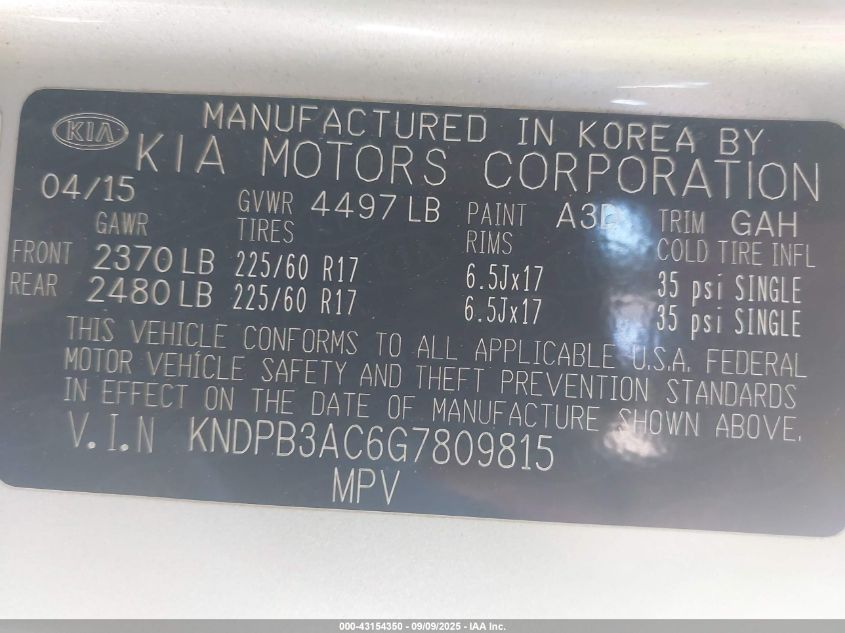 KIA
MANUFACTURED IN KOREA BY
KIA MOTORS CORPORATION
04/15 GVWR 4497 LB PAINT A3D TRIM GAH
GAWR TIRES RIMS COLD TIRE INFL
FRONT 2370 LB 225/60 R17 6.5Jx17 35 psi SINGLE
REAR 2480 LB 225/60 R17 6.5Jx17 35 psi SINGLE
THIS VEHICLE CONFORMS TO ALL APPLICABLE U.S.A. FEDERAL
MOTOR VEHICLE SAFETY AND THEFT PREVENTION STANDARDS
IN EFFECT ON THE DATE OF MANUFACTURE SHOWN ABOVE.
V.I.N KNDPB3AC6G7809815
MPV
000-43154350 - 09/09/2025 - IAA Inc.